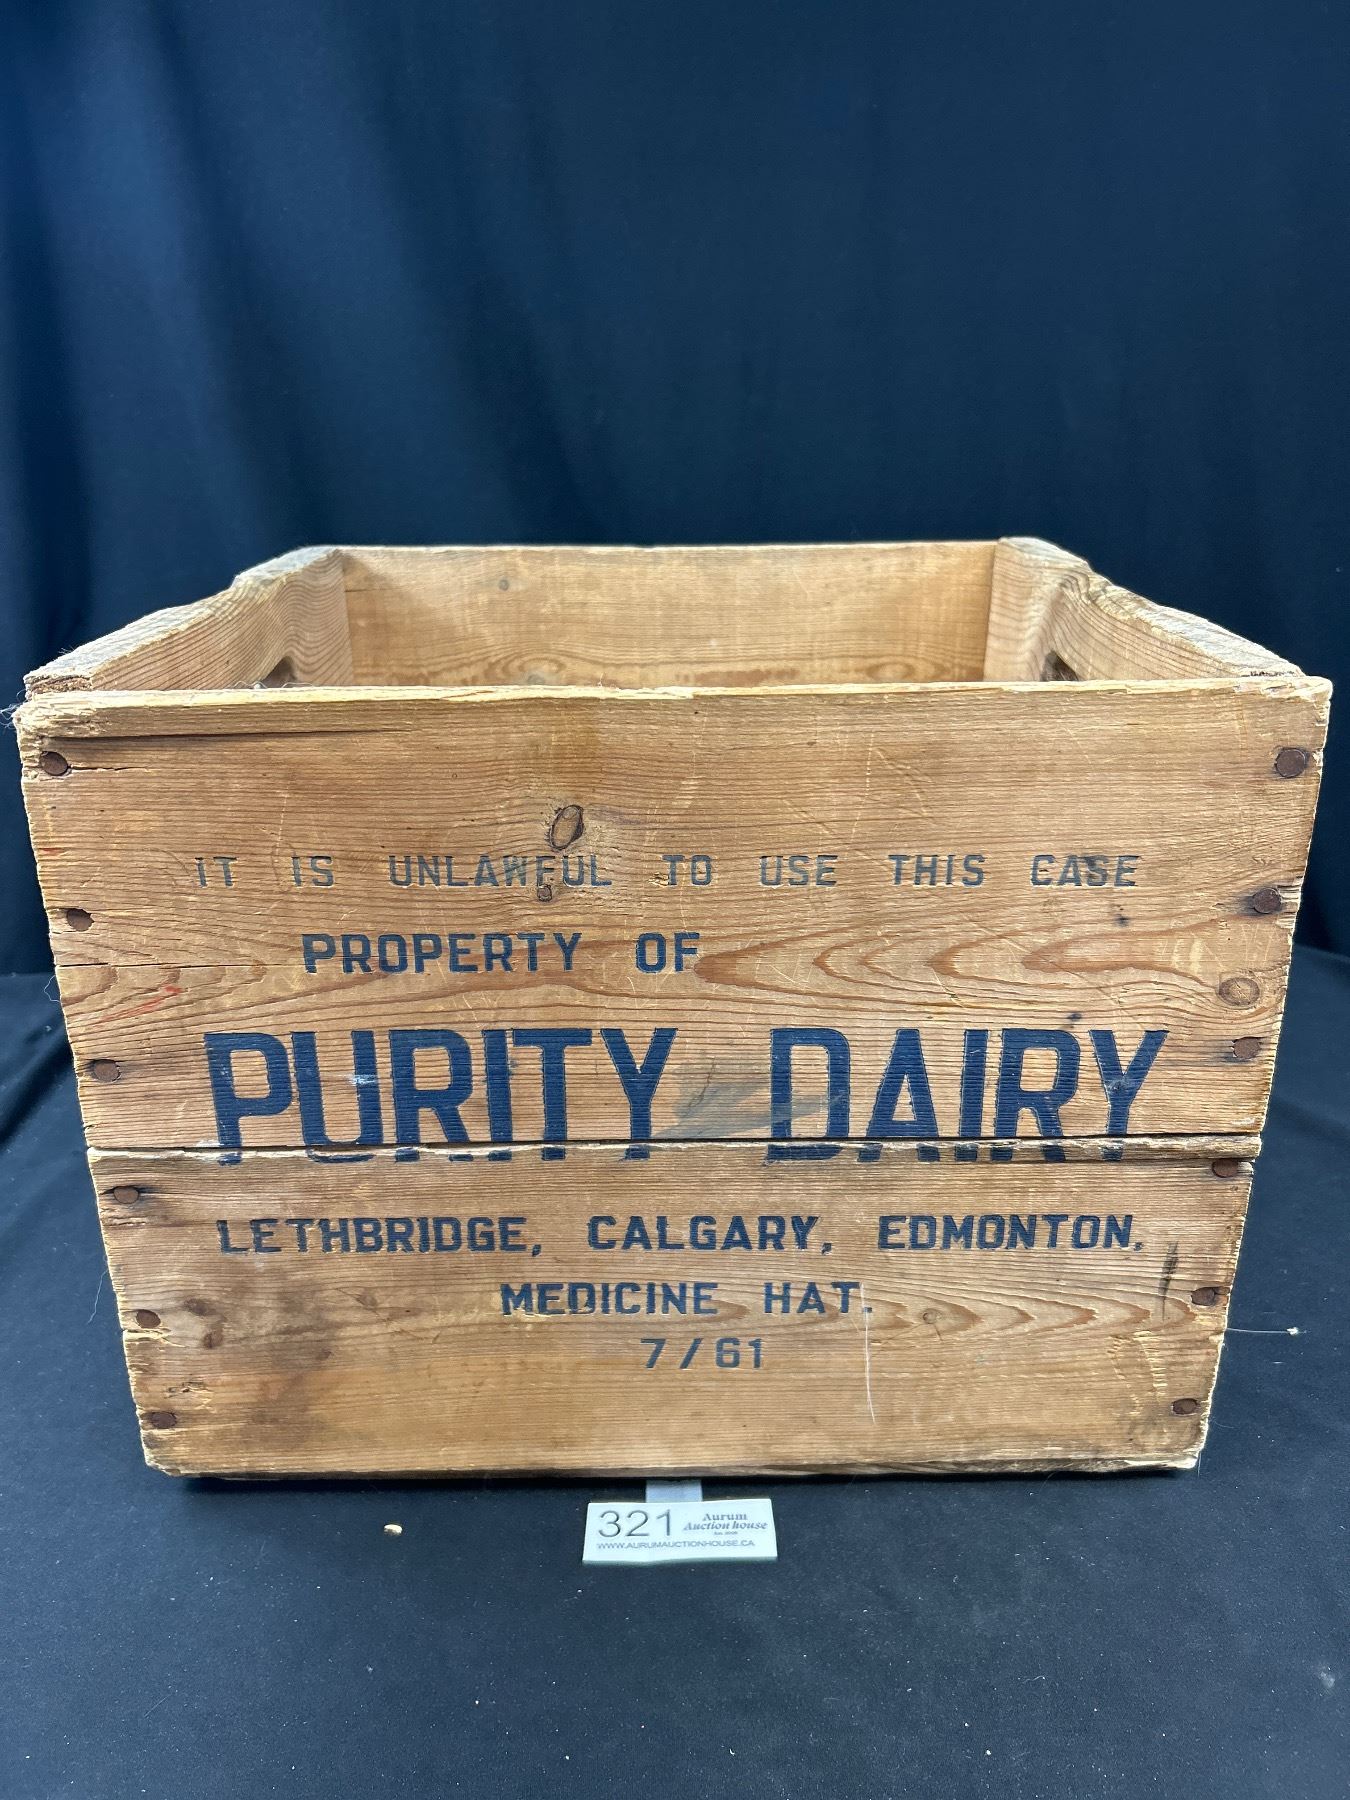 IT IS UNLAWFUL TO USE THIS CASE
PROPERTY OF
PURITY DAIRY
LETHBRIDGE, CALGARY, EDMONTON,
MEDICINE HAT.
7/61
321
Aurum
Auction house
WWW.AURUMAUCTIONHOUSE.CA